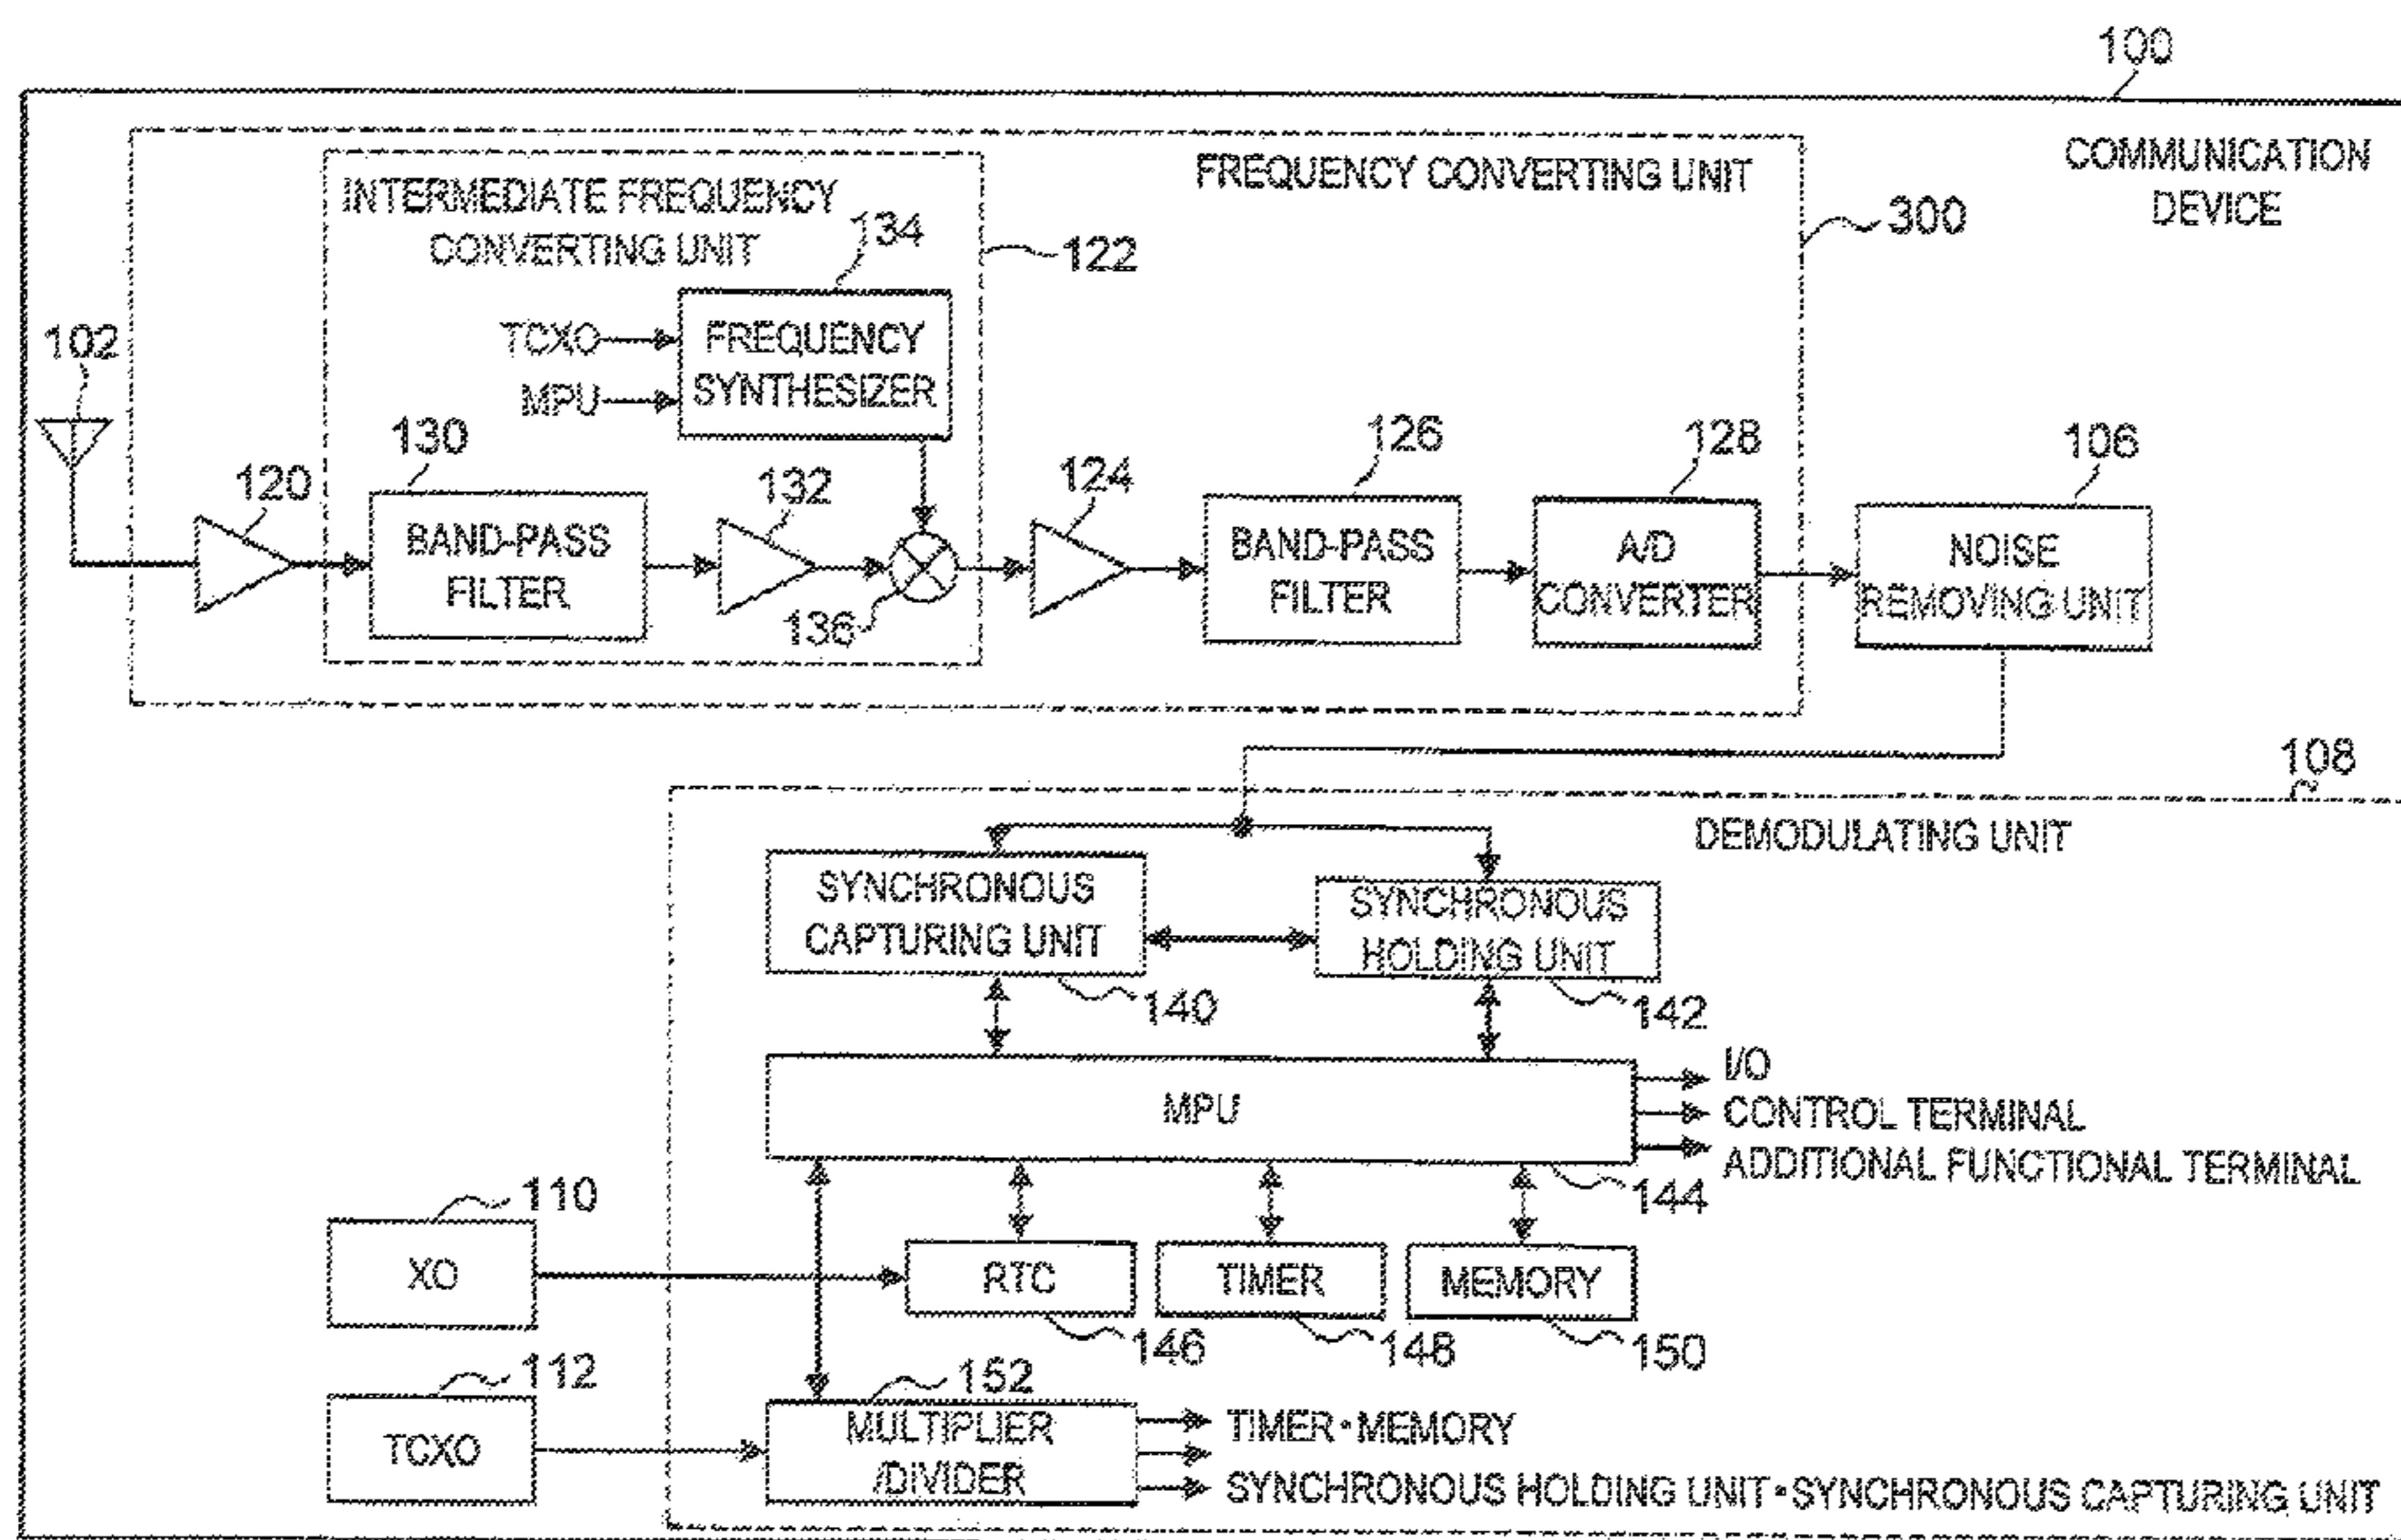 100
COMMUNICATION
DEVICE
FREQUENCY CONVERTING UNIT
300
INTERMEDIATE FREQUENCY
CONVERTING UNIT
122
134
TCXO
MPU
FREQUENCY
SYNTHESIZER
102
120
130
BAND-PASS
FILTER
132
136
124
126
BAND-PASS
FILTER
128
A/D
CONVERTER
106
NOISE
REMOVING UNIT
108
DEMODULATING UNIT
SYNCHRONOUS
CAPTURING UNIT
140
SYNCHRONOUS
HOLDING UNIT
142
MPU
144
I/O
CONTROL TERMINAL
ADDITIONAL FUNCTIONAL TERMINAL
110
XO
RTC
146
TIMER
148
MEMORY
150
112
TCXO
152
MULTIPLIER
/DIVIDER
TIMER・MEMORY
SYNCHRONOUS HOLDING UNIT・SYNCHRONOUS CAPTURING UNIT